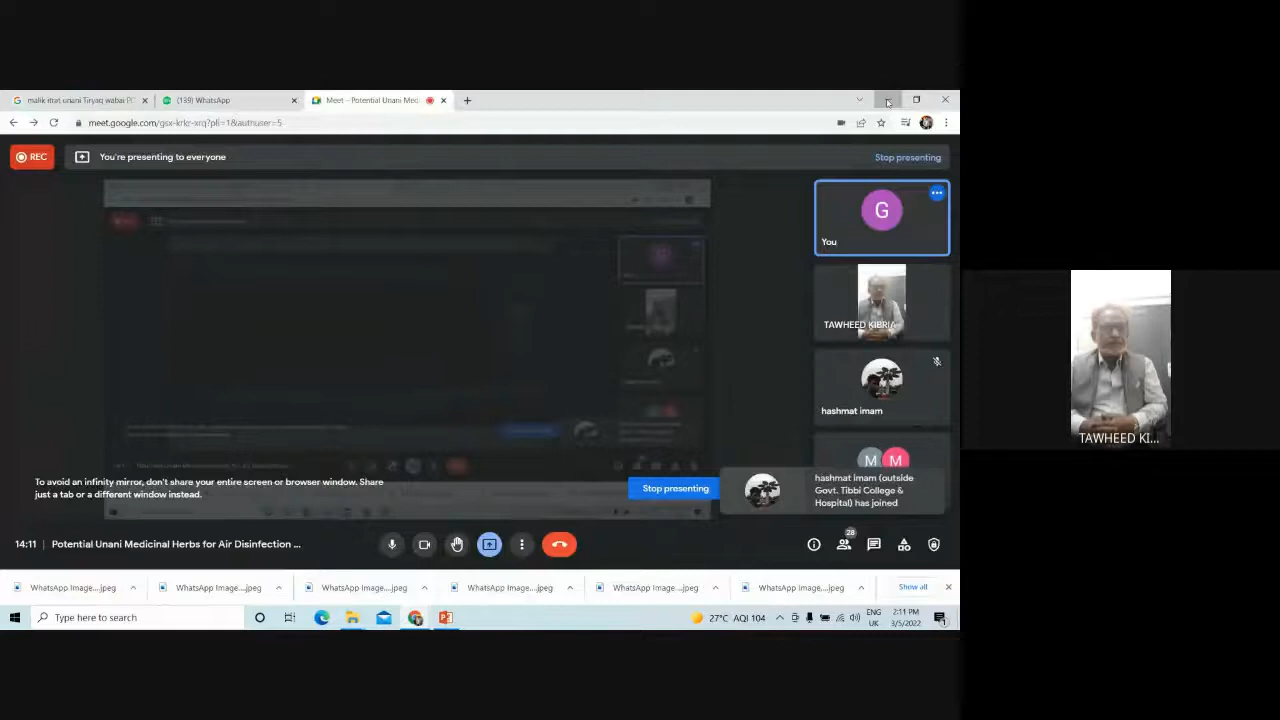 malik itrat unani Tiryaq wabai P
(199) WhatsApp
Meet – Potential Unani Med
meet.google.com/gsx-krkr-xrq?pli=1&authuser=5
REC
You're presenting to everyone
Stop presenting
G
You
TAWHEED KIBRIA
hashmat imam
M M
To avoid an infinity mirror, don't share your entire screen or browser window. Share
just a tab or a different window instead.
Stop presenting
hashmat imam (outside
Govt. Tibbi College &
Hospital) has joined
TAWHEED KI...
14:11 | Potential Unani Medicinal Herbs for Air Disinfection ...
28
WhatsApp Image....jpeg
WhatsApp Image....jpeg
WhatsApp Image....jpeg
WhatsApp Image....jpeg
WhatsApp Image....jpeg
WhatsApp Image....jpeg
Show all
Type here to search
27°C AQI 104
ENG
UK
2:11 PM
3/5/2022
1